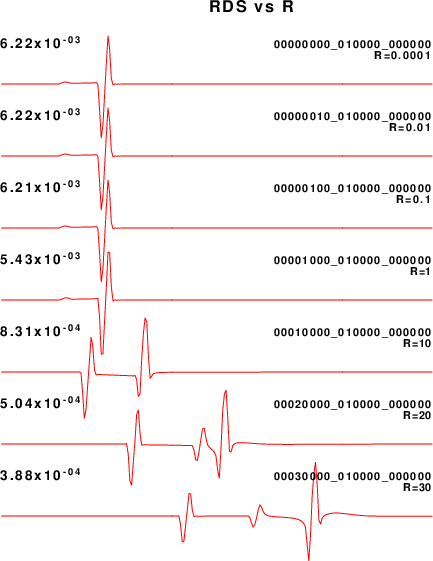 RDS vs R
6.22x10-03 00000000_010000_000000
R=0.0001
6.22x10-03 00000010_010000_000000
R=0.01
6.21x10-03 00000100_010000_000000
R=0.1
5.43x10-03 00001000_010000_000000
R=1
8.31x10-04 00010000_010000_000000
R=10
5.04x10-04 00020000_010000_000000
R=20
3.88x10-04 00030000_010000_000000
R=30